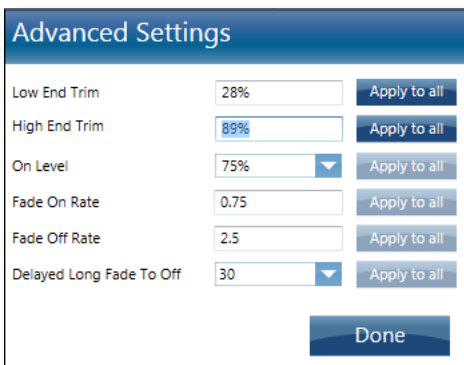 Advanced Settings
Low End Trim 28% Apply to all
High End Trim 89% Apply to all
On Level 75% Apply to all
Fade On Rate 0.75 Apply to all
Fade Off Rate 2.5 Apply to all
Delayed Long Fade To Off 30 Apply to all
Done